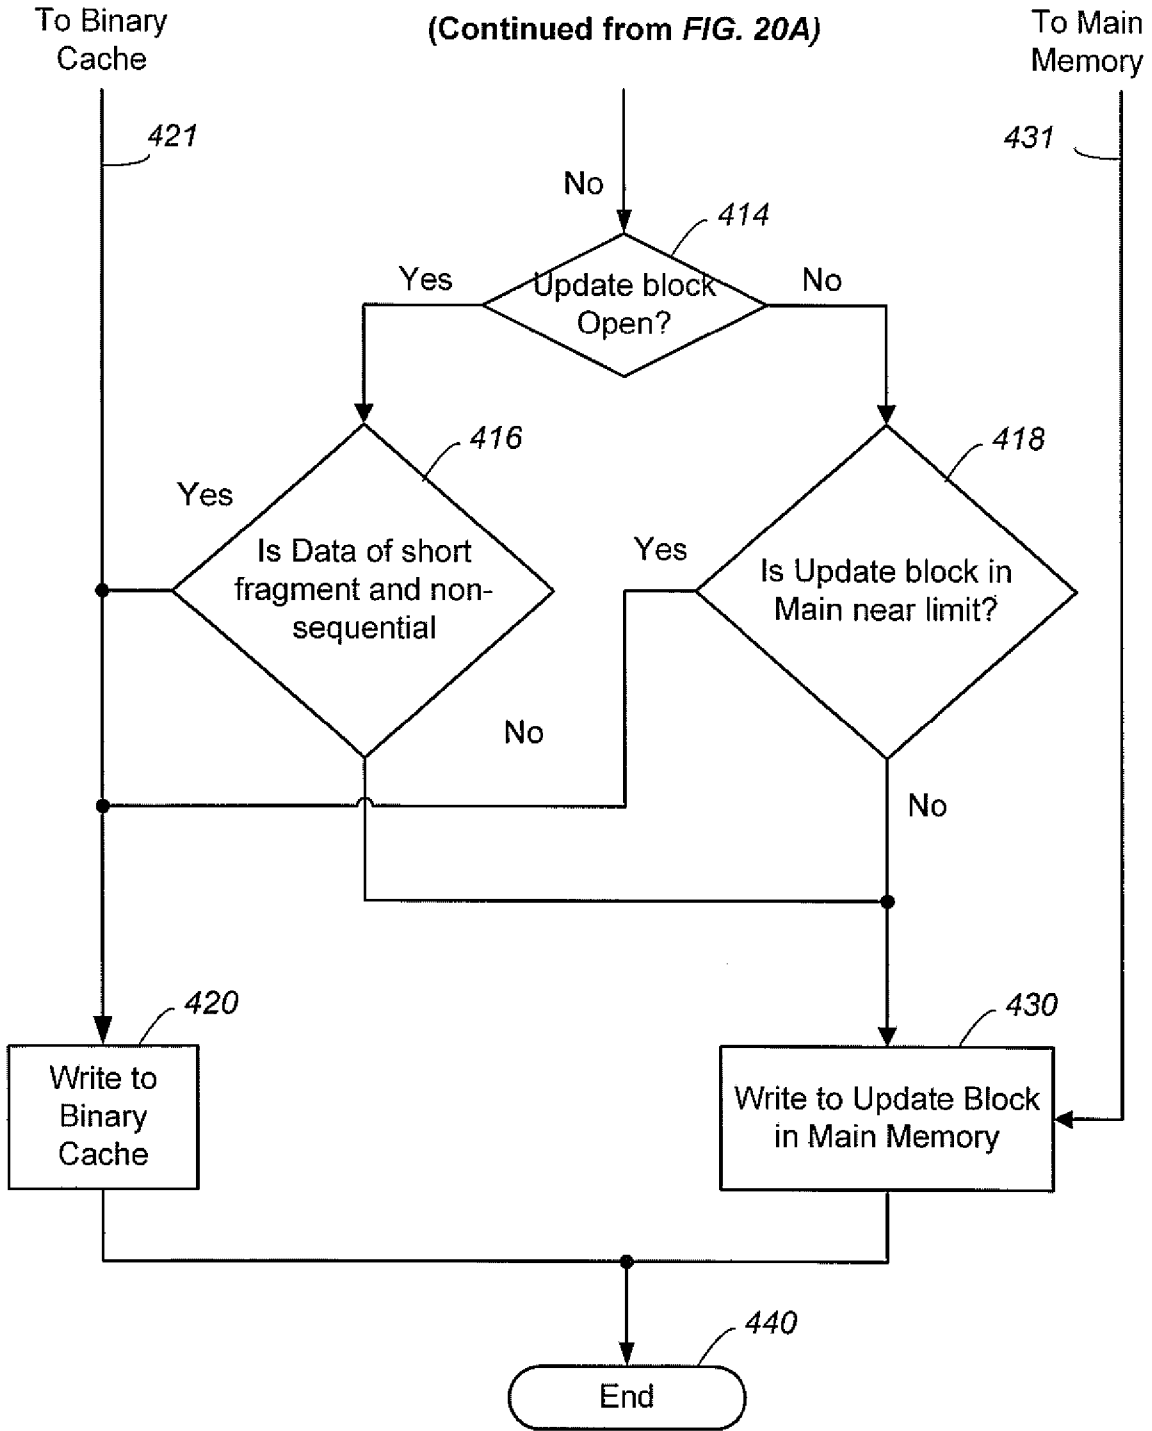 To Binary
Cache
(Continued from FIG. 20A)
To Main
Memory
421
431
No
414
Yes
Update block
Open?
No
416
418
Yes
Is Data of short
fragment and non-
sequential
Yes
Is Update block in
Main near limit?
No
No
420
430
Write to
Binary
Cache
Write to Update Block
in Main Memory
440
End